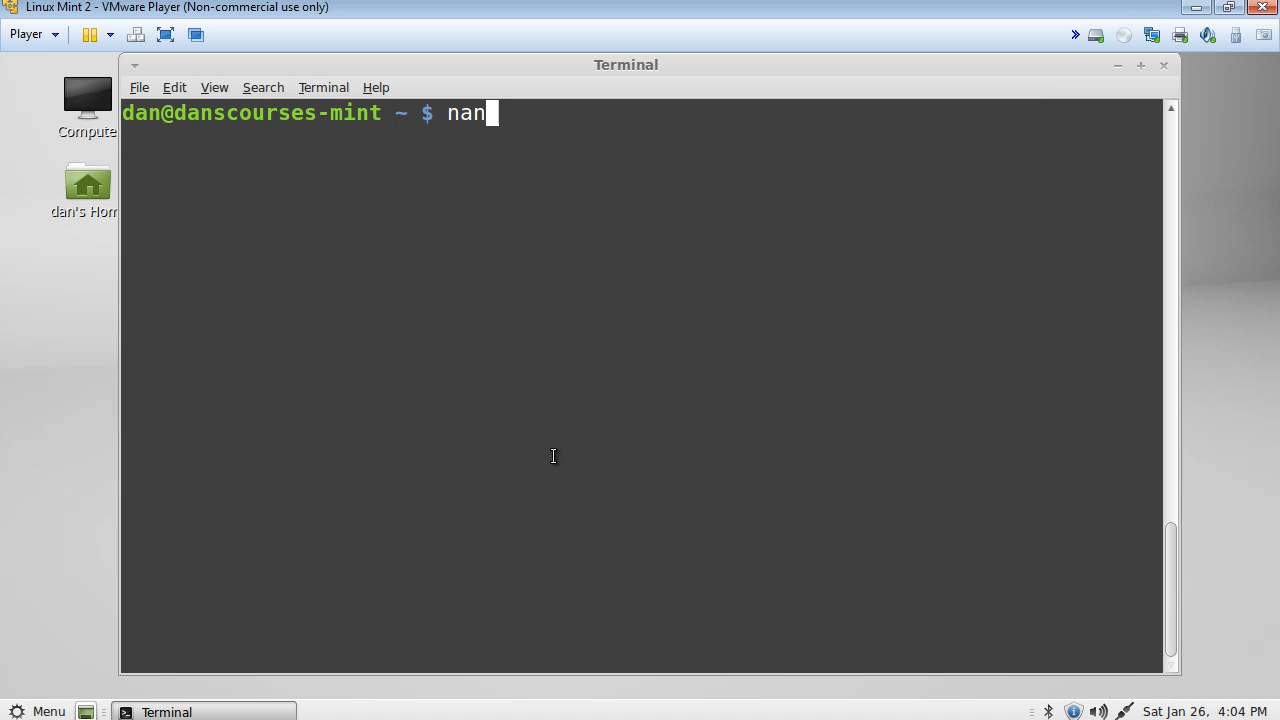 Linux Mint 2 - VMware Player (Non-commercial use only)
Player
Terminal
File Edit View Search Terminal Help
dan@danscourses-mint ~ $ nan
Compute
dan's Hom
Menu
Terminal
Sat Jan 26, 4:04 PM